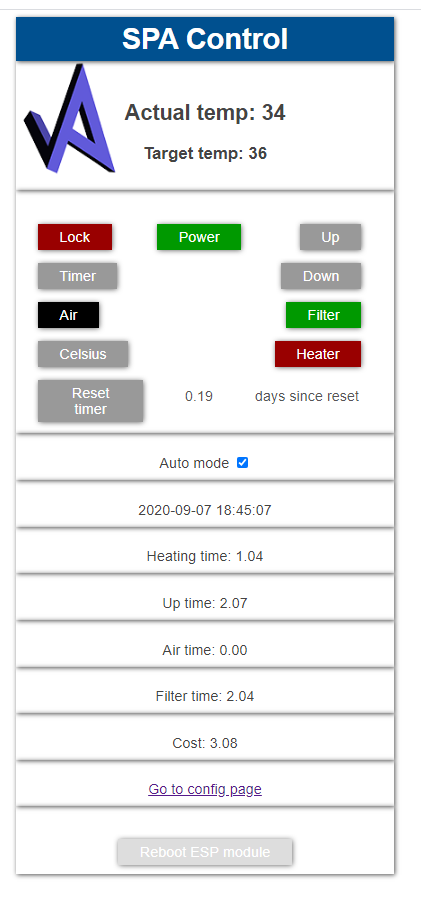 SPA Control
Actual temp: 34
Target temp: 36
Lock Power Up
Timer Down
Air Filter
Celsius Heater
Reset
timer 0.19 days since reset
Auto mode
2020-09-07 18:45:07
Heating time: 1.04
Up time: 2.07
Air time: 0.00
Filter time: 2.04
Cost: 3.08
Go to config page
Reboot ESP module